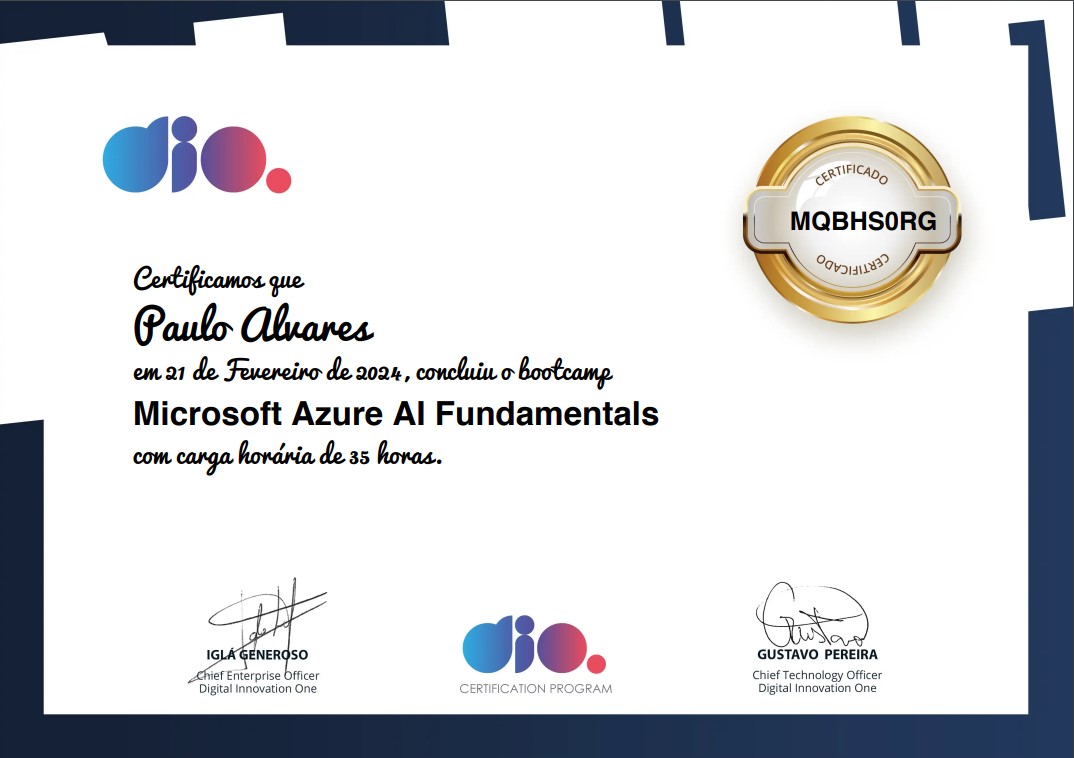 dio.
CERTIFICADO
MQBHS0RG
CERTIFICADO
Certificamos que
Paulo Alvares
em 21 de Fevereiro de 2024, concluiu o bootcamp
Microsoft Azure AI Fundamentals
com carga horária de 35 horas.
IGLÁ GENEROSO
Chief Enterprise Officer
Digital Innovation One
dio.
CERTIFICATION PROGRAM
Gustavo
GUSTAVO PEREIRA
Chief Technology Officer
Digital Innovation One